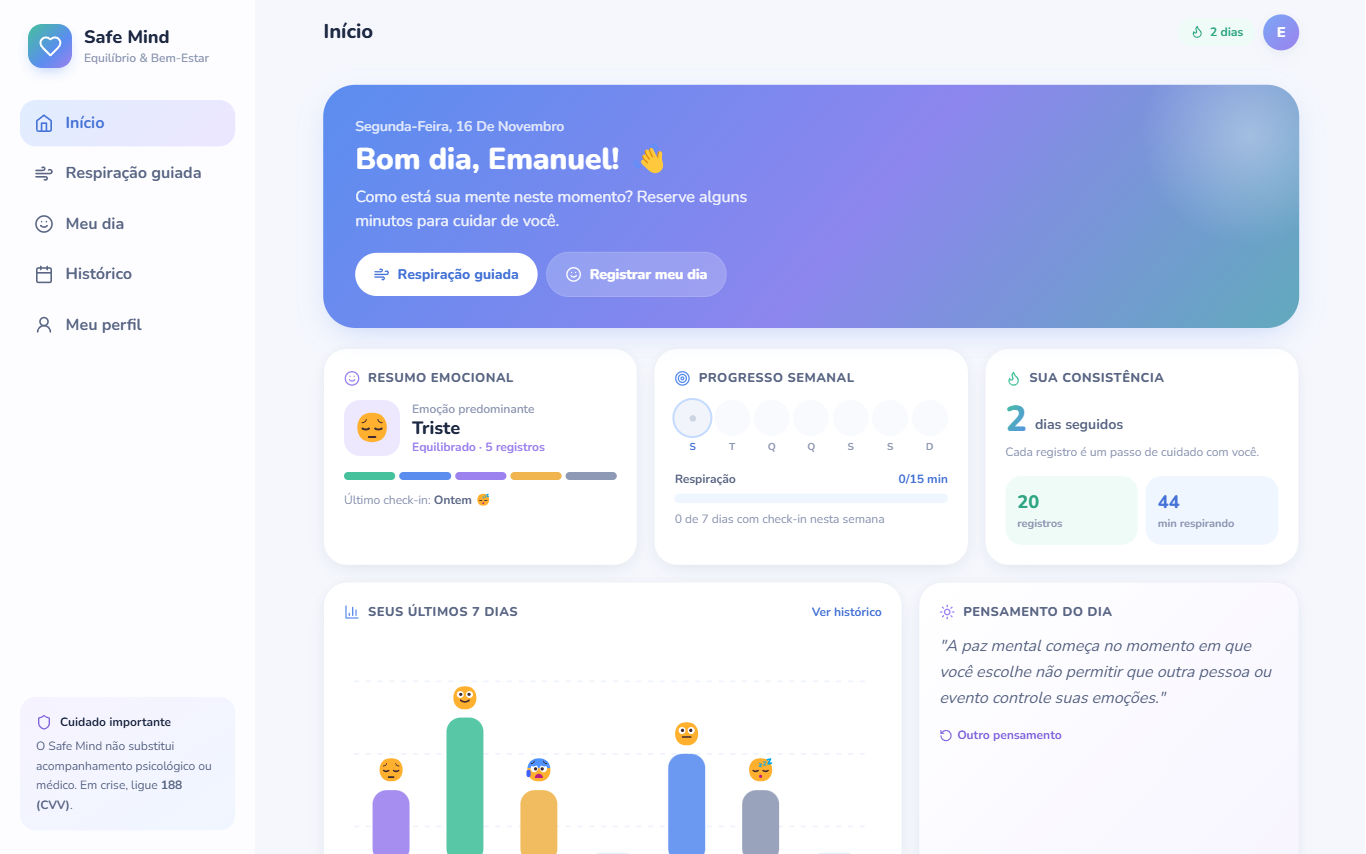 Safe Mind
Equilíbrio & Bem-Estar
Início
Respiração guiada
Meu dia
Histórico
Meu perfil
Cuidado importante
O Safe Mind não substitui
acompanhamento psicológico ou
médico. Em crise, ligue 188
(CVV).
Início
2 dias
E
Segunda-Feira, 16 De Novembro
Bom dia, Emanuel!
Como está sua mente neste momento? Reserve alguns
minutos para cuidar de você.
Respiração guiada
Registrar meu dia
RESUMO EMOCIONAL
Emoção predominante
Triste
Equilibrado · 5 registros
Último check-in: Ontem
PROGRESSO SEMANAL
S T Q Q S S D
Respiração 0/15 min
0 de 7 dias com check-in nesta semana
SUA CONSISTÊNCIA
2 dias seguidos
Cada registro é um passo de cuidado com você.
20
registros
44
min respirando
SEUS ÚLTIMOS 7 DIAS
Ver histórico
PENSAMENTO DO DIA
"A paz mental começa no momento em que
você escolhe não permitir que outra pessoa ou
evento controle suas emoções."
Outro pensamento